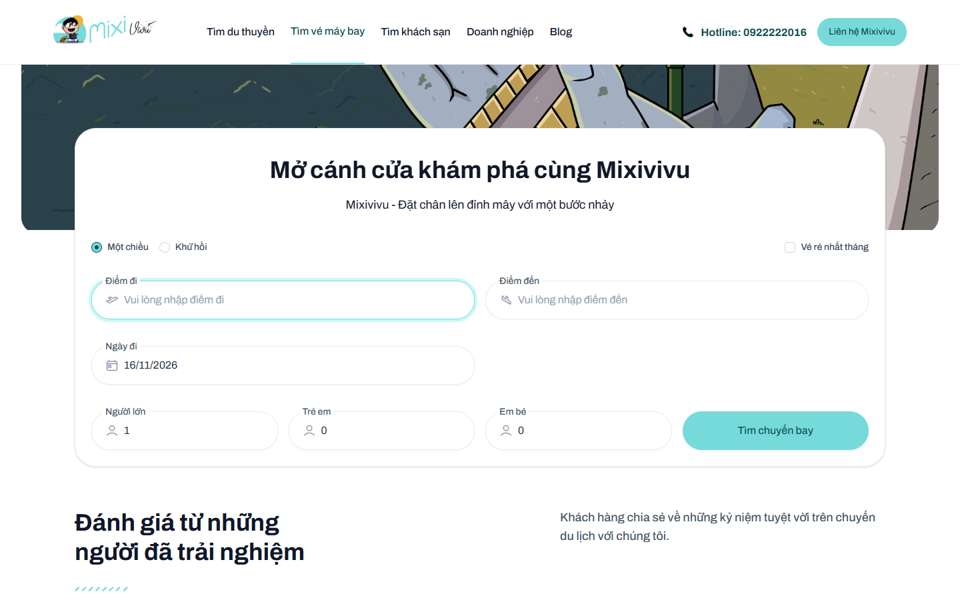 mixi Vivu
Tìm du thuyền
Tìm vé máy bay
Tìm khách sạn
Doanh nghiệp
Blog
Hotline: 0922222016
Liên hệ Mixivivu
Mở cánh cửa khám phá cùng Mixivivu
Mixivivu - Đặt chân lên đỉnh mây với một bước nhảy
Một chiều
Khứ hồi
Vé rẻ nhất tháng
Điểm đi
Vui lòng nhập điểm đi
Điểm đến
Vui lòng nhập điểm đến
Ngày đi
16/11/2026
Người lớn
1
Trẻ em
0
Em bé
0
Tìm chuyến bay
Đánh giá từ những
người đã trải nghiệm
Khách hàng chia sẻ về những kỷ niệm tuyệt vời trên chuyến
du lịch với chúng tôi.